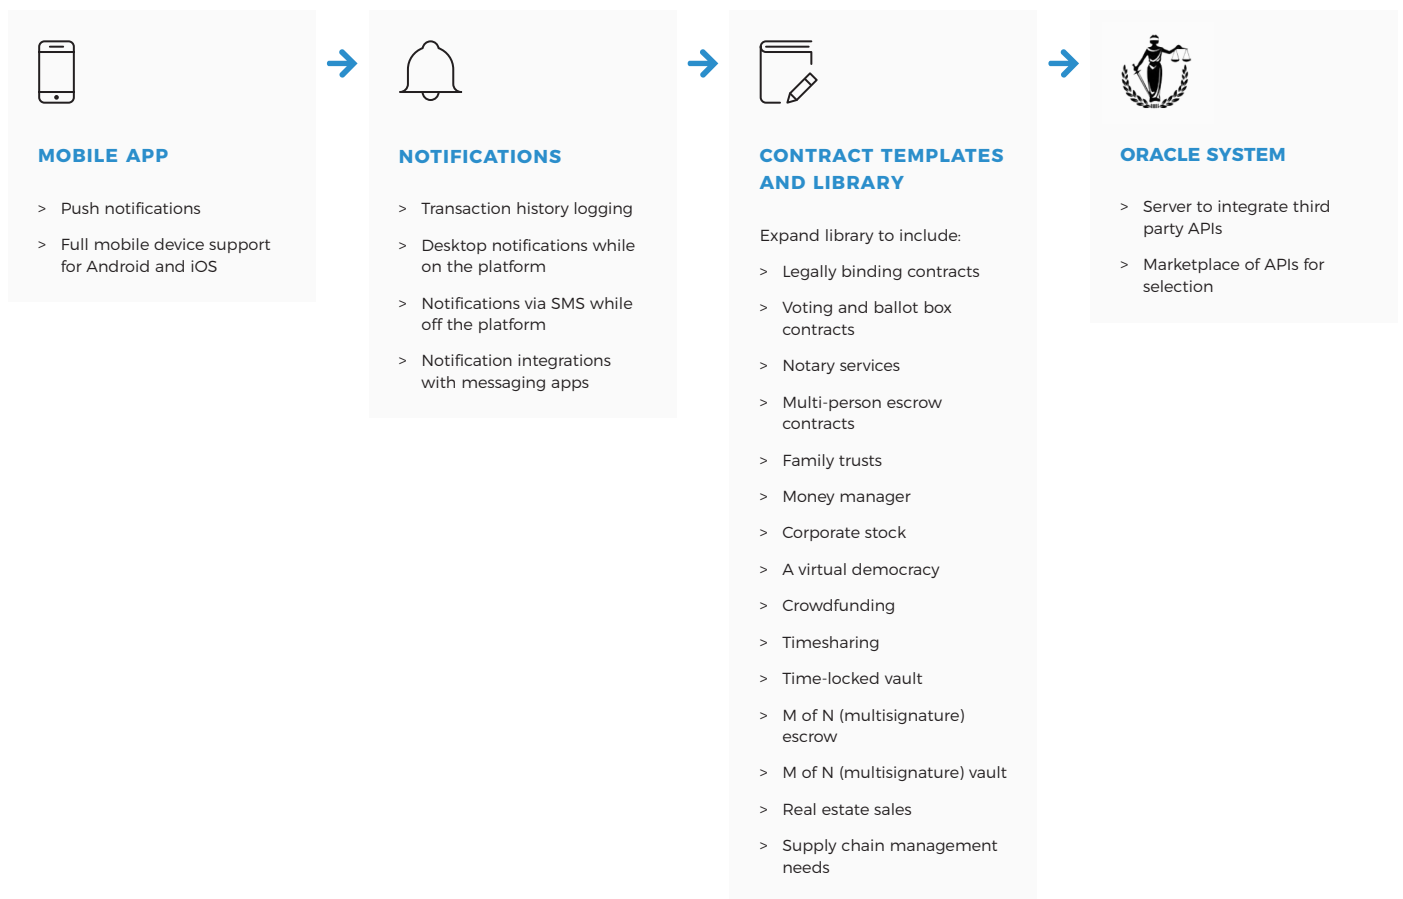 MOBILE APP
> Push notifications
> Full mobile device support
for Android and iOS
NOTIFICATIONS
> Transaction history logging
> Desktop notifications while
on the platform
> Notifications via SMS while
off the platform
> Notification integrations
with messaging apps
CONTRACT TEMPLATES
AND LIBRARY
Expand library to include:
> Legally binding contracts
> Voting and ballot box
contracts
> Notary services
> Multi-person escrow
contracts
> Family trusts
> Money manager
> Corporate stock
> A virtual democracy
> Crowdfunding
> Timesharing
> Time-locked vault
> M of N (multisignature)
escrow
> M of N (multisignature) vault
> Real estate sales
> Supply chain management
needs
ORACLE SYSTEM
> Server to integrate third
party APIs
> Marketplace of APIs for
selection